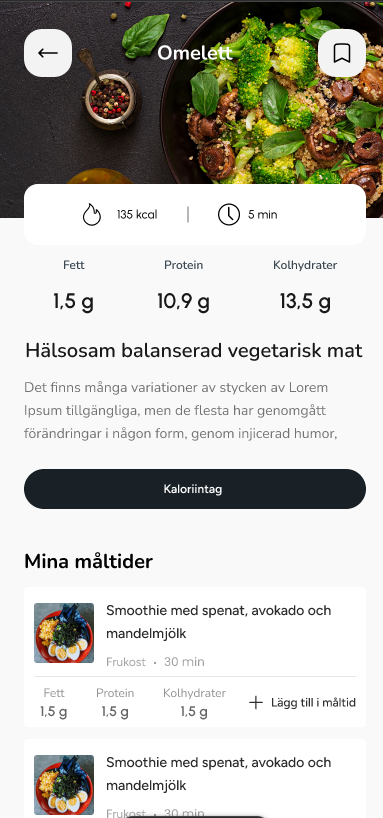 Omelett
135 kcal | 5 min
Fett Protein Kolhydrater
1,5 g 10,9 g 13,5 g
Hälsosam balanserad vegetarisk mat
Det finns många variationer av stycken av Lorem
Ipsum tillgängliga, men de flesta har genomgått
förändringar i någon form, genom injicerad humor,
Kaloriintag
Mina måltider
Smoothie med spenat, avokado och
mandelmjölk
Frukost • 30 min
Fett Protein Kolhydrater
1,5 g 1,5 g 1,5 g
Lägg till i måltid
Smoothie med spenat, avokado och
mandelmjölk
Frukost • 30 min